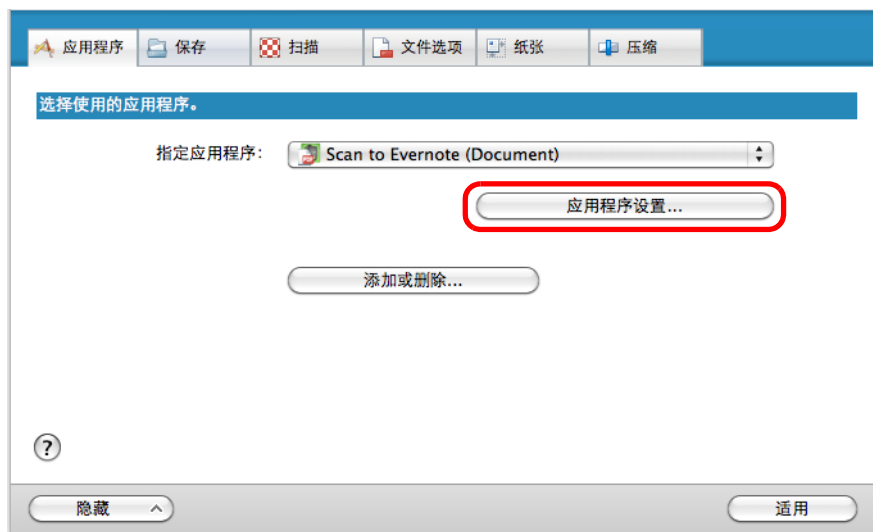 应用程序 保存 扫描 文件选项 纸张 压缩
选择使用的应用程序。
指定应用程序： Scan to Evernote (Document)
应用程序设置...
添加或删除...
?
隐藏 适用